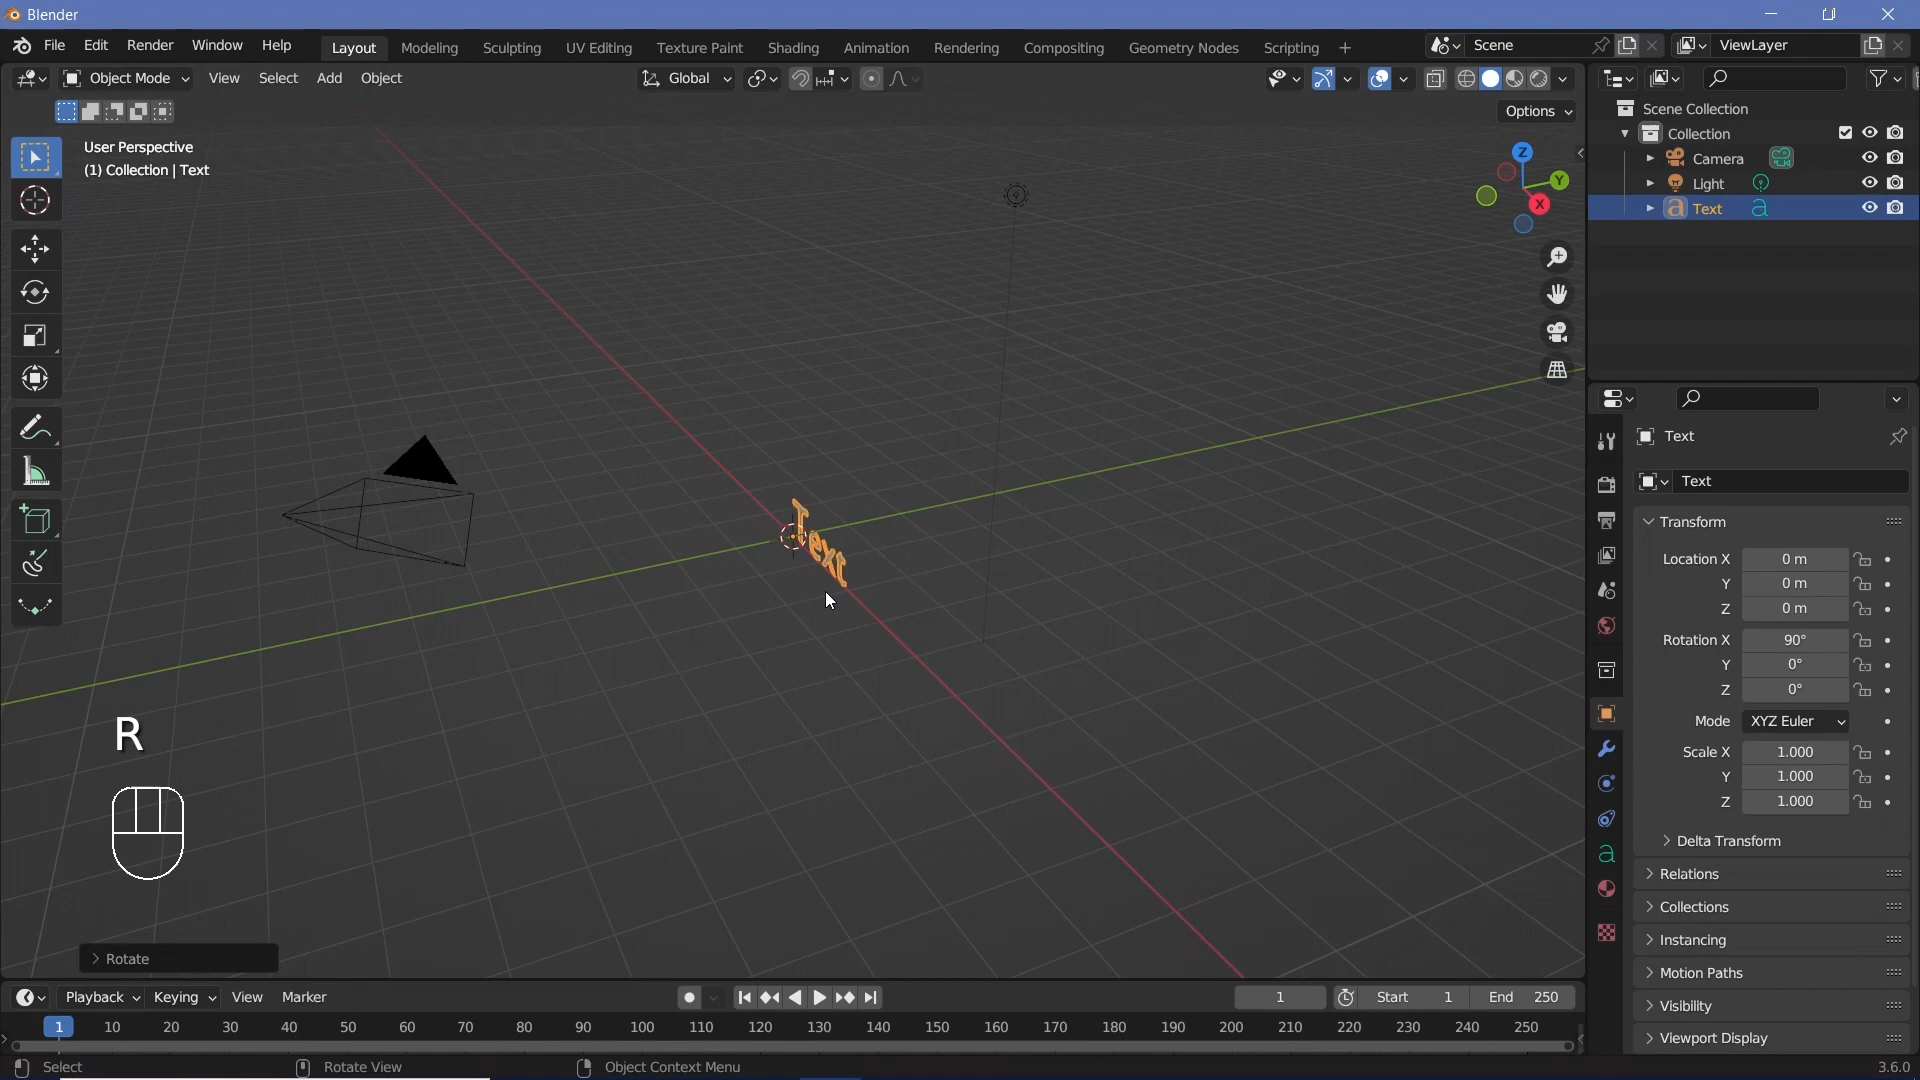 Blender
File Edit Render Window Help Layout Modeling Sculpting UV Editing Texture Paint Shading Animation Rendering Compositing Geometry Nodes Scripting + Scene ViewLayer
Object Mode View Select Add Object Global
Options
User Perspective
(1) Collection | Text
Z
Y
X
Text
R
Rotate
Scene Collection
Collection
Camera
Light
Text
Text
Text
Transform
Location X 0 m
Y 0 m
Z 0 m
Rotation X 90°
Y 0°
Z 0°
Mode XYZ Euler
Scale X 1.000
Y 1.000
Z 1.000
Delta Transform
Relations
Collections
Instancing
Motion Paths
Visibility
Viewport Display
Playback Keying View Marker 1 Start 1 End 250
1 10 20 30 40 50 60 70 80 90 100 110 120 130 140 150 160 170 180 190 200 210 220 230 240 250
Select Rotate View Object Context Menu 3.6.0